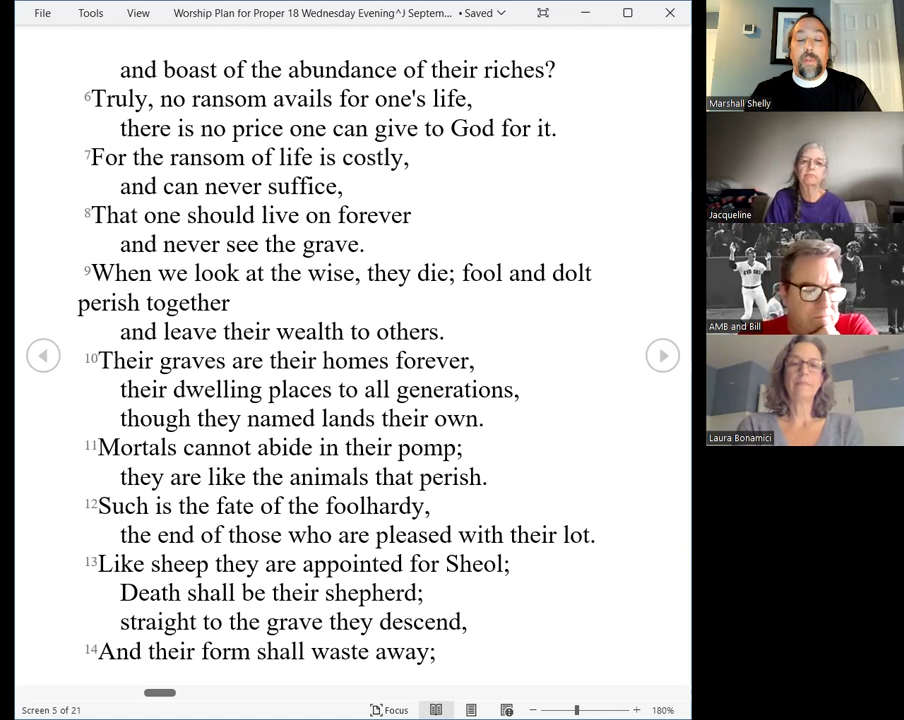 File Tools View Worship Plan for Proper 18 Wednesday Evening^J Septem... • Saved
and boast of the abundance of their riches?
6Truly, no ransom avails for one's life,
there is no price one can give to God for it.
7For the ransom of life is costly,
and can never suffice,
8That one should live on forever
and never see the grave.
9When we look at the wise, they die; fool and dolt
perish together
and leave their wealth to others.
10Their graves are their homes forever,
their dwelling places to all generations,
though they named lands their own.
11Mortals cannot abide in their pomp;
they are like the animals that perish.
12Such is the fate of the foolhardy,
the end of those who are pleased with their lot.
13Like sheep they are appointed for Sheol;
Death shall be their shepherd;
straight to the grave they descend,
14And their form shall waste away;
Screen 5 of 21 Focus 180%
Marshall Shelly
Jacqueline
RED SOX
AMB and Bill
Laura Bonamici